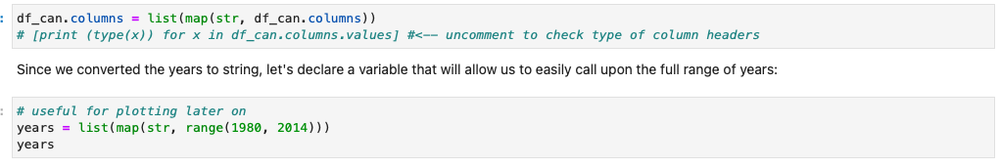 :
df_can.columns = list(map(str, df_can.columns))
# [print (type(x)) for x in df_can.columns.values] #<-- uncomment to check type of column headers
Since we converted the years to string, let's declare a variable that will allow us to easily call upon the full range of years:
:
# useful for plotting later on
years = list(map(str, range(1980, 2014)))
years